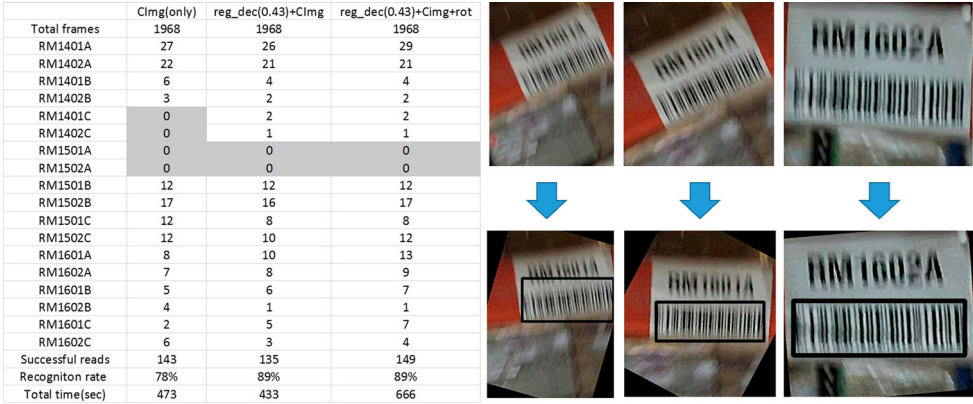 CImg(only) reg_dec(0.43)+CImg reg_dec(0.43)+Cimg+rot
Total frames 1968 1968 1968
RM1401A 27 26 29
RM1402A 22 21 21
RM1401B 6 4 4
RM1402B 3 2 2
RM1401C 0 2 2
RM1402C 0 1 1
RM1501A 0 0 0
RM1502A 0 0 0
RM1501B 12 12 12
RM1502B 17 16 17
RM1501C 12 8 8
RM1502C 12 10 12
RM1601A 8 10 13
RM1602A 7 8 9
RM1601B 5 6 7
RM1602B 4 1 1
RM1601C 2 5 7
RM1602C 6 3 4
Successful reads 143 135 149
Recogniton rate 78% 89% 89%
Total time(sec) 473 433 666
RM1601A
RM1601A
RM1602A
RM1601A
RM1601A
RM1602A